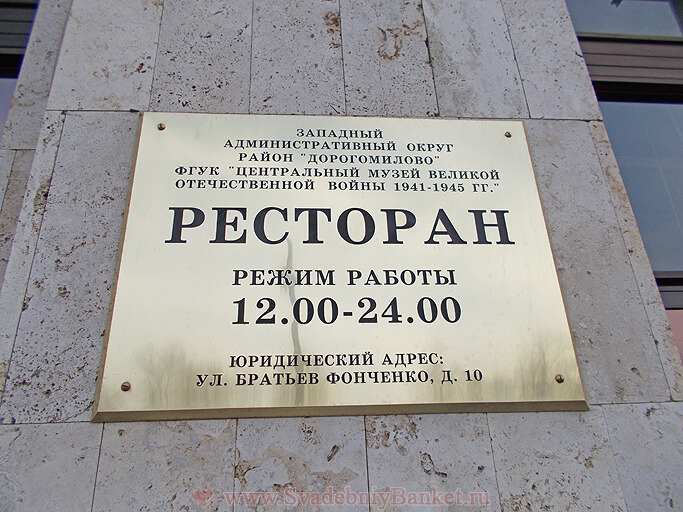 ЗАПАДНЫЙ
АДМИНИСТРАТИВНЫЙ ОКРУГ
РАЙОН "ДОРОГОМИЛОВО"
ФГУК "ЦЕНТРАЛЬНЫЙ МУЗЕЙ ВЕЛИКОЙ
ОТЕЧЕСТВЕННОЙ ВОЙНЫ 1941-1945 ГГ."
РЕСТОРАН
РЕЖИМ РАБОТЫ
12.00-24.00
ЮРИДИЧЕСКИЙ АДРЕС:
УЛ. БРАТЬЕВ ФОНЧЕНКО, Д. 10
www.SvadebniyBanket.ru